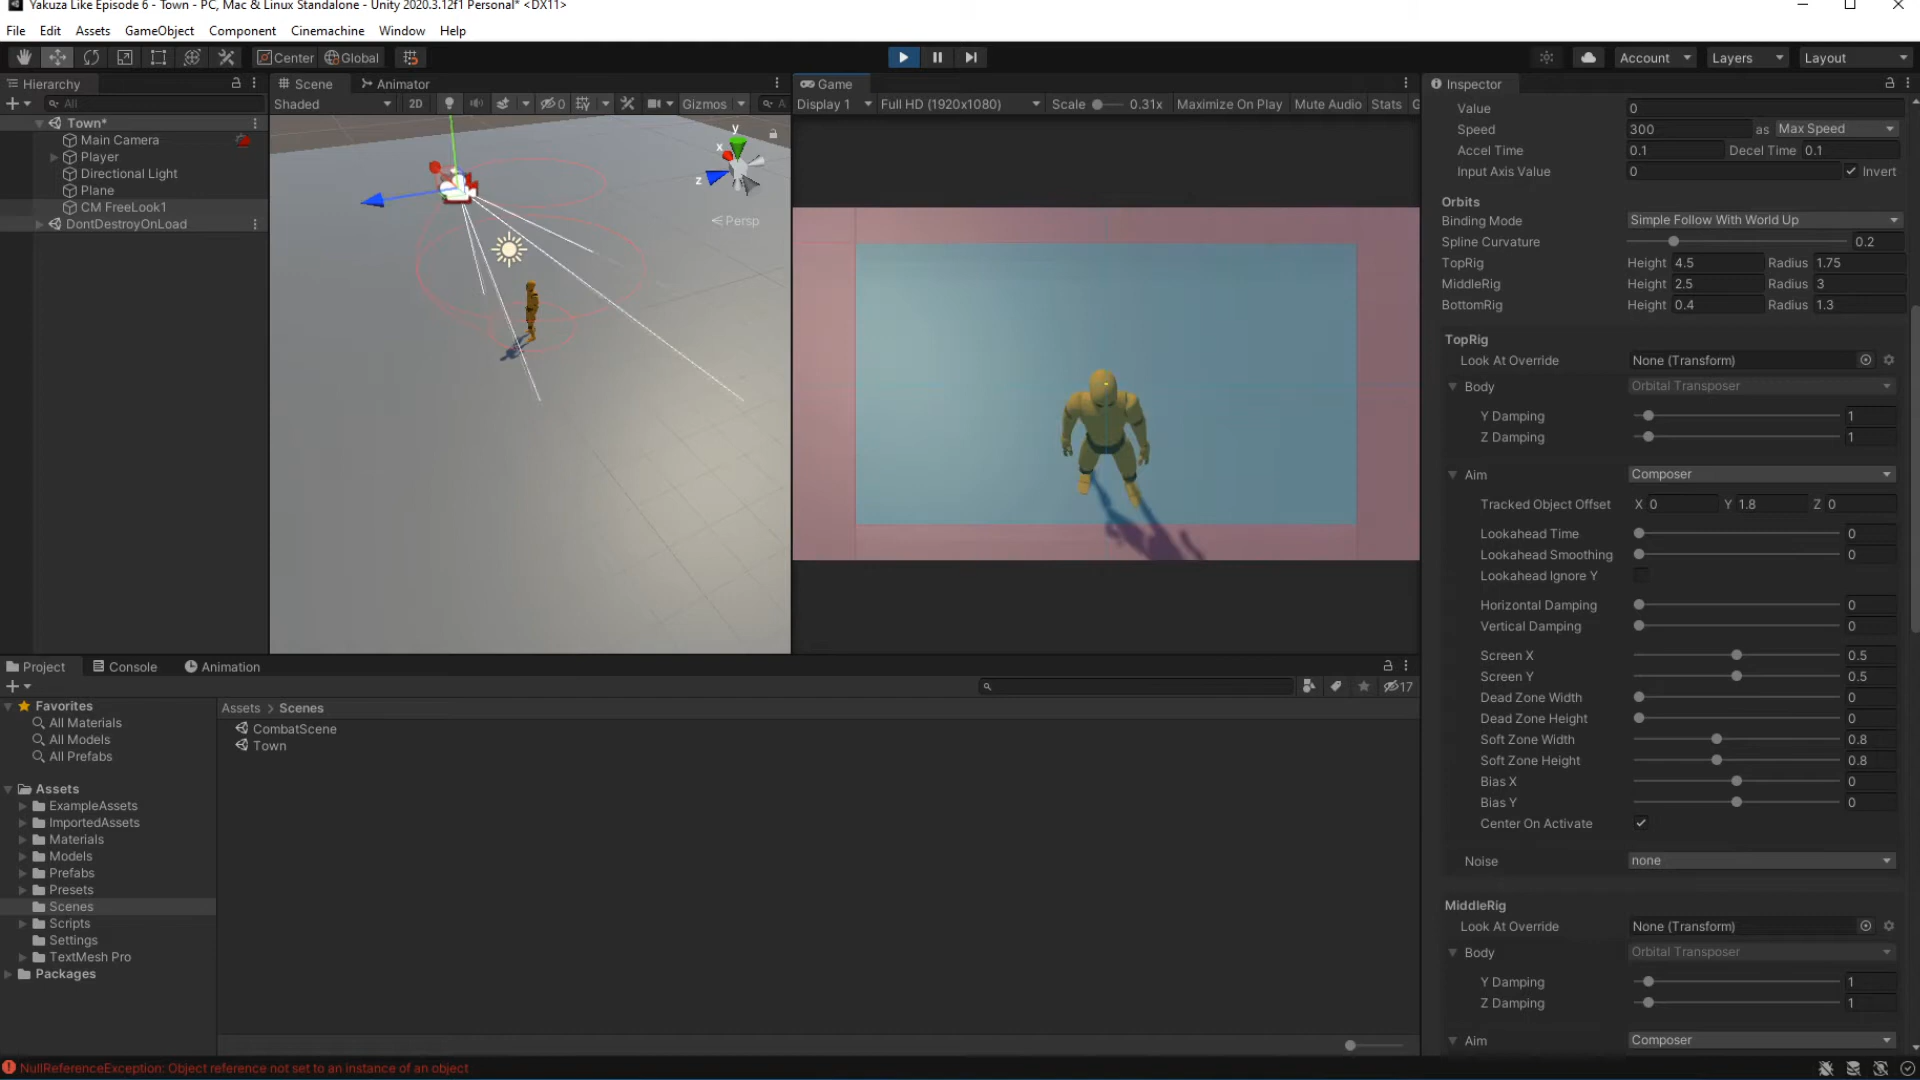 Yakuza Like Episode 6 - Town - PC, Mac & Linux Standalone - Unity 2020.3.12f1 Personal* <DX11>
File Edit Assets GameObject Component Cinemachine Window Help
Center Global Account Layers Layout
Hierarchy
All
Town*
Main Camera
Player
Directional Light
Plane
CM FreeLook1
DontDestroyOnLoad
Scene Animator
Shaded 2D 0 Gizmos A
y
x
z
Persp
Game
Display 1 Full HD (1920x1080) Scale 0.31x Maximize On Play Mute Audio Stats G
Inspector
Value 0
Speed 300 as Max Speed
Accel Time 0.1 Decel Time 0.1
Input Axis Value 0 Invert
Orbits
Binding Mode Simple Follow With World Up
Spline Curvature 0.2
TopRig Height 4.5 Radius 1.75
MiddleRig Height 2.5 Radius 3
BottomRig Height 0.4 Radius 1.3
TopRig
Look At Override None (Transform)
Body Orbital Transposer
Y Damping 1
Z Damping 1
Aim Composer
Tracked Object Offset X 0 Y 1.8 Z 0
Lookahead Time 0
Lookahead Smoothing 0
Lookahead Ignore Y
Horizontal Damping 0
Vertical Damping 0
Screen X 0.5
Screen Y 0.5
Dead Zone Width 0
Dead Zone Height 0
Soft Zone Width 0.8
Soft Zone Height 0.8
Bias X 0
Bias Y 0
Center On Activate
Noise none
MiddleRig
Look At Override None (Transform)
Body Orbital Transposer
Y Damping 1
Z Damping 1
Aim Composer
Project Console Animation
17
Favorites
All Materials
All Models
All Prefabs
Assets
ExampleAssets
ImportedAssets
Materials
Models
Prefabs
Presets
Scenes
Scripts
Settings
TextMesh Pro
Packages
Assets > Scenes
CombatScene
Town
NullReferenceException: Object reference not set to an instance of an object